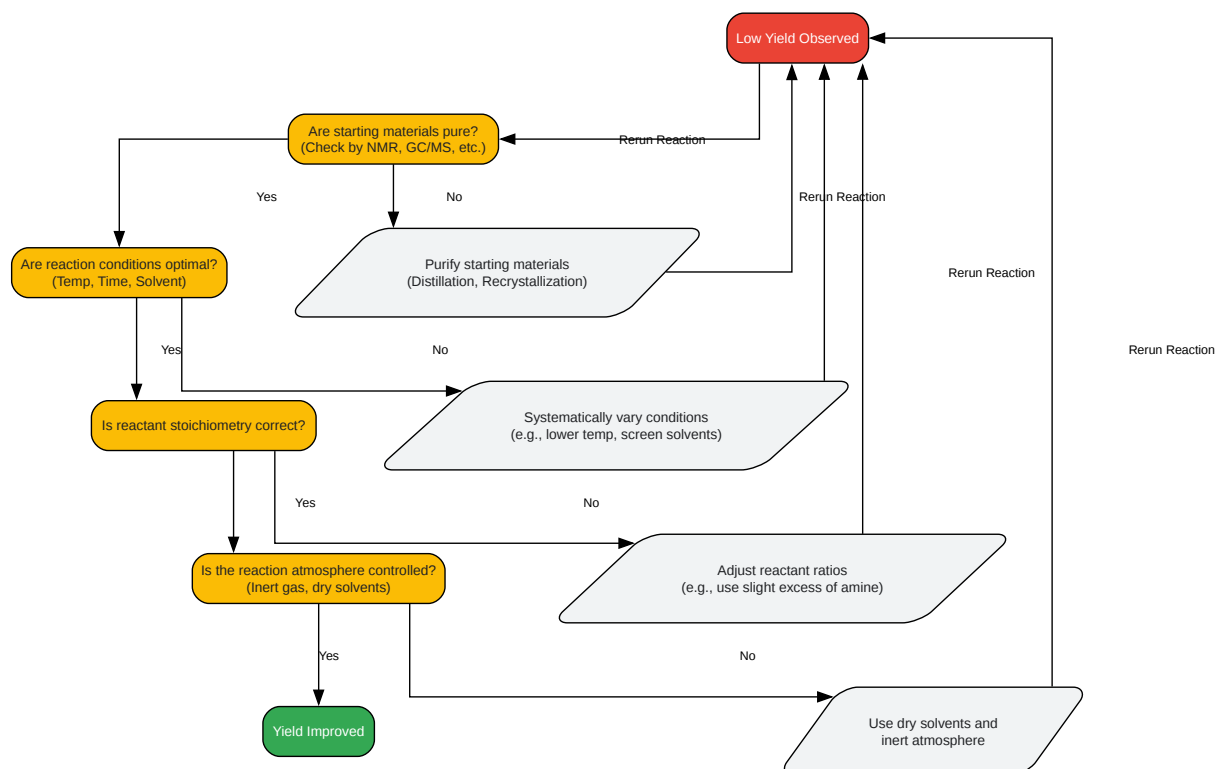 Low Yield Observed
Are starting materials pure?
(Check by NMR, GC/MS, etc.)
Rerun Reaction
Yes
No
Rerun Reaction
Are reaction conditions optimal?
(Temp, Time, Solvent)
Purify starting materials
(Distillation, Recrystallization)
Rerun Reaction
Yes
No
Rerun Reaction
Is reactant stoichiometry correct?
Systematically vary conditions
(e.g., lower temp, screen solvents)
Yes
No
Is the reaction atmosphere controlled?
(Inert gas, dry solvents)
Adjust reactant ratios
(e.g., use slight excess of amine)
Yes
No
Yield Improved
Use dry solvents and
inert atmosphere